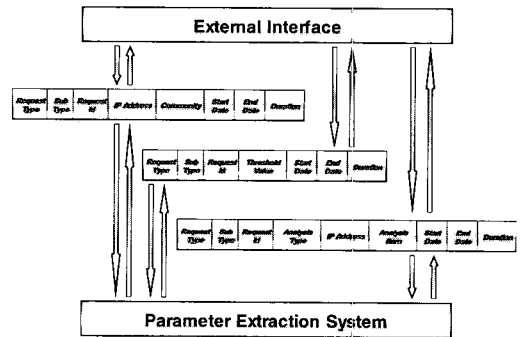 External Interface
Request Type Sub Type Request Id IP Address Community Start Date End Date Duration
Request Type Sub Type Request Id Threshold Value Start Date End Date Duration
Request Type Sub Type Request Id Analysis Type IP Address Analysis Item Start Date End Date Duration
Parameter Extraction System